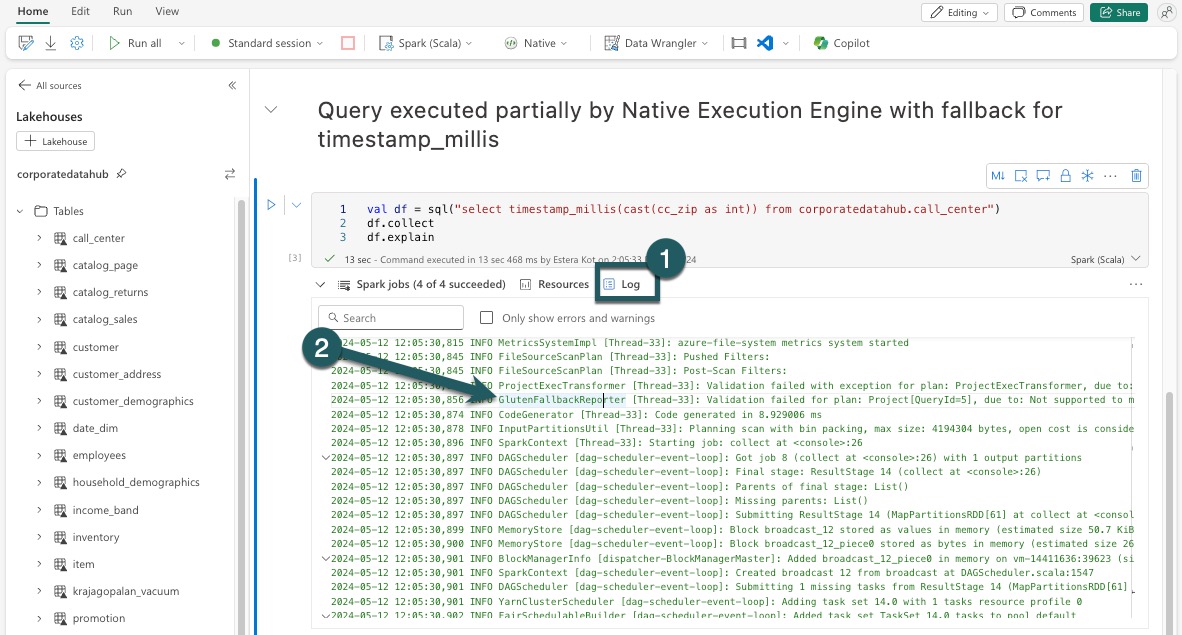 Home Edit Run View
Editing Comments Share
Run all Standard session Spark (Scala) Native Data Wrangler Copilot
All sources
Lakehouses
Lakehouse
corporatedatahub
Tables
call_center
catalog_page
catalog_returns
catalog_sales
customer
customer_address
customer_demographics
date_dim
employees
household_demographics
income_band
inventory
item
krajagopalan_vacuum
promotion
Query executed partially by Native Execution Engine with fallback for
timestamp_millis
M↓
1 val df = sql("select timestamp_millis(cast(cc_zip as int)) from corporatedatahub.call_center")
2 df.collect
3 df.explain
[3]
13 sec - Command executed in 13 sec 468 ms by Estera Kot on 2:05:33 24
Spark (Scala)
1
Spark jobs (4 of 4 succeeded) Resources Log
Search
Only show errors and warnings
2
2024-05-12 12:05:30,815 INFO MetricsSystemImpl [Thread-33]: azure-file-system metrics system started
2024-05-12 12:05:30,845 INFO FileSourceScanPlan [Thread-33]: Pushed Filters:
2024-05-12 12:05:30,845 INFO FileSourceScanPlan [Thread-33]: Post-Scan Filters:
2024-05-12 12:05:30,845 INFO ProjectExecTransformer [Thread-33]: Validation failed with exception for plan: ProjectExecTransformer, due to:
2024-05-12 12:05:30,856 INFO GlutenFallbackReporter [Thread-33]: Validation failed for plan: Project[QueryId=5], due to: Not supported to m
2024-05-12 12:05:30,874 INFO CodeGenerator [Thread-33]: Code generated in 8.929006 ms
2024-05-12 12:05:30,878 INFO InputPartitionsUtil [Thread-33]: Planning scan with bin packing, max size: 4194304 bytes, open cost is conside
2024-05-12 12:05:30,896 INFO SparkContext [Thread-33]: Starting job: collect at <console>:26
2024-05-12 12:05:30,897 INFO DAGScheduler [dag-scheduler-event-loop]: Got job 8 (collect at <console>:26) with 1 output partitions
2024-05-12 12:05:30,897 INFO DAGScheduler [dag-scheduler-event-loop]: Final stage: ResultStage 14 (collect at <console>:26)
2024-05-12 12:05:30,897 INFO DAGScheduler [dag-scheduler-event-loop]: Parents of final stage: List()
2024-05-12 12:05:30,897 INFO DAGScheduler [dag-scheduler-event-loop]: Missing parents: List()
2024-05-12 12:05:30,897 INFO DAGScheduler [dag-scheduler-event-loop]: Submitting ResultStage 14 (MapPartitionsRDD[61] at collect at <consol
2024-05-12 12:05:30,899 INFO MemoryStore [dag-scheduler-event-loop]: Block broadcast_12 stored as values in memory (estimated size 50.7 KiB
2024-05-12 12:05:30,900 INFO MemoryStore [dag-scheduler-event-loop]: Block broadcast_12_piece0 stored as bytes in memory (estimated size 26
2024-05-12 12:05:30,901 INFO BlockManagerInfo [dispatcher-BlockManagerMaster]: Added broadcast_12_piece0 in memory on vm-14411636:39623 (si
2024-05-12 12:05:30,901 INFO SparkContext [dag-scheduler-event-loop]: Created broadcast 12 from broadcast at DAGScheduler.scala:1547
2024-05-12 12:05:30,901 INFO DAGScheduler [dag-scheduler-event-loop]: Submitting 1 missing tasks from ResultStage 14 (MapPartitionsRDD[61]
2024-05-12 12:05:30,901 INFO YarnClusterScheduler [dag-scheduler-event-loop]: Adding task set 14.0 with 1 tasks resource profile 0
2024-05-12 12:05:30,902 INFO FairSchedulableBuilder [dag-scheduler-event-loop]: Added task set TaskSet_14.0 tasks to pool default